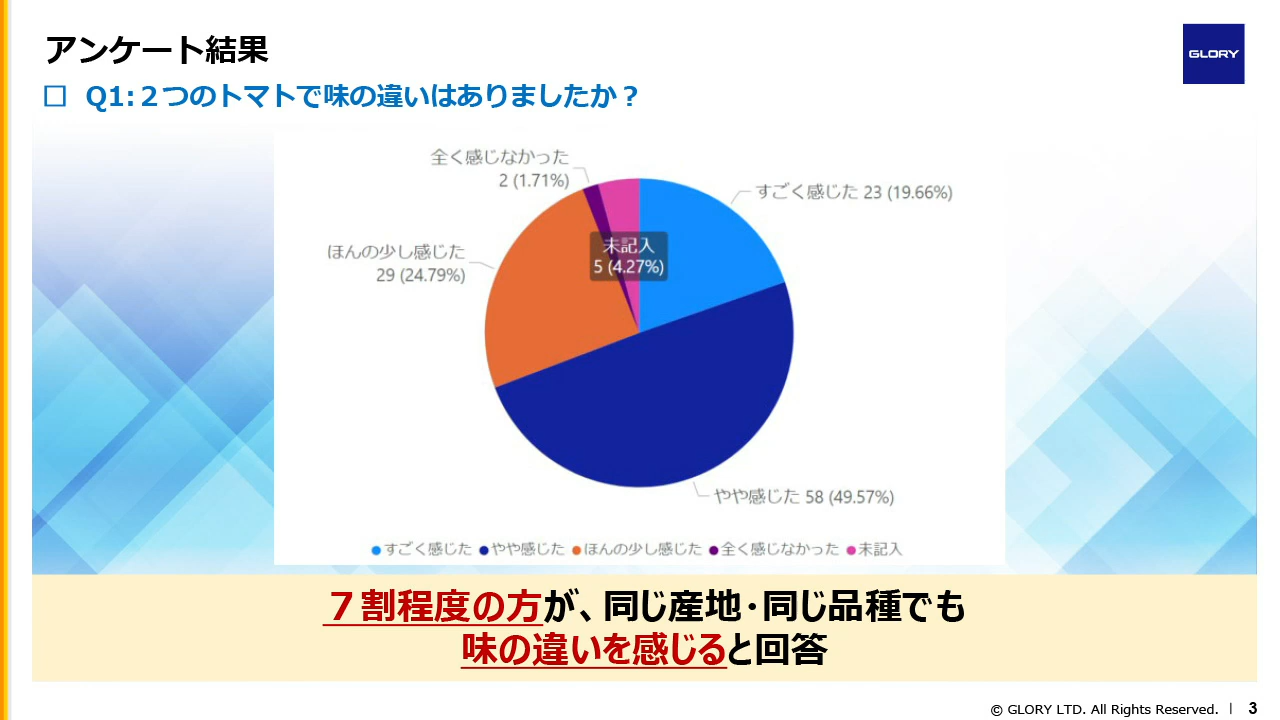 アンケート結果
GLORY
□ Q1:２つのトマトで味の違いはありましたか？
全く感じなかった
2 (1.71%)
すごく感じた 23 (19.66%)
未記入
5 (4.27%)
ほんの少し感じた
29 (24.79%)
やや感じた 58 (49.57%)
すごく感じた やや感じた ほんの少し感じた 全く感じなかった 未記入
７割程度の方が、同じ産地・同じ品種でも
味の違いを感じると回答
© GLORY LTD. All Rights Reserved. | 3